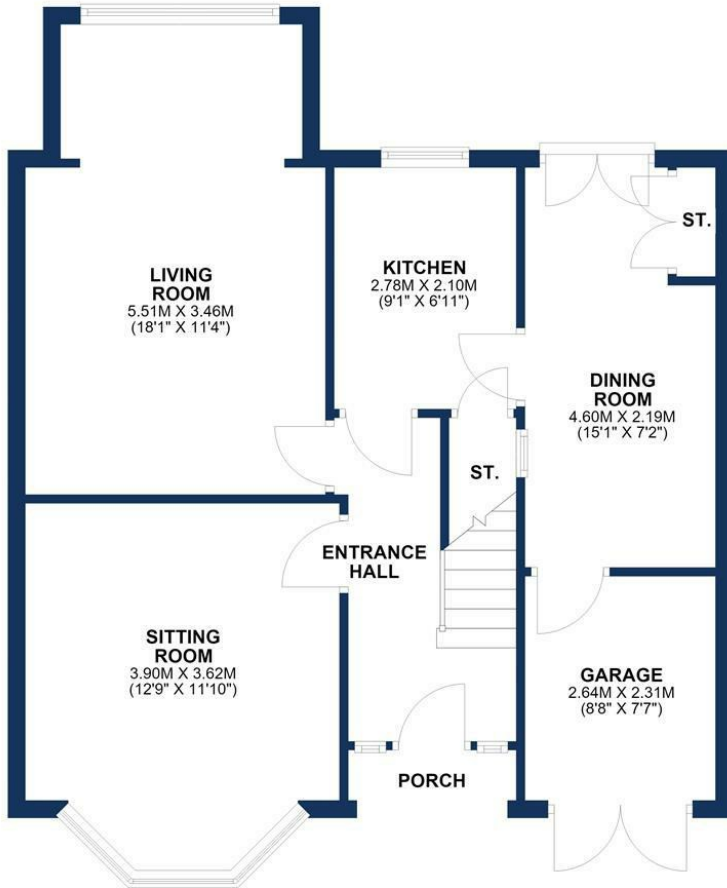 LIVING
ROOM
5.51M X 3.46M
(18'1" X 11'4")
KITCHEN
2.78M X 2.10M
(9'1" X 6'11")
ST.
DINING
ROOM
4.60M X 2.19M
(15'1" X 7'2")
ST.
ENTRANCE
HALL
SITTING
ROOM
3.90M X 3.62M
(12'9" X 11'10")
GARAGE
2.64M X 2.31M
(8'8" X 7'7")
PORCH